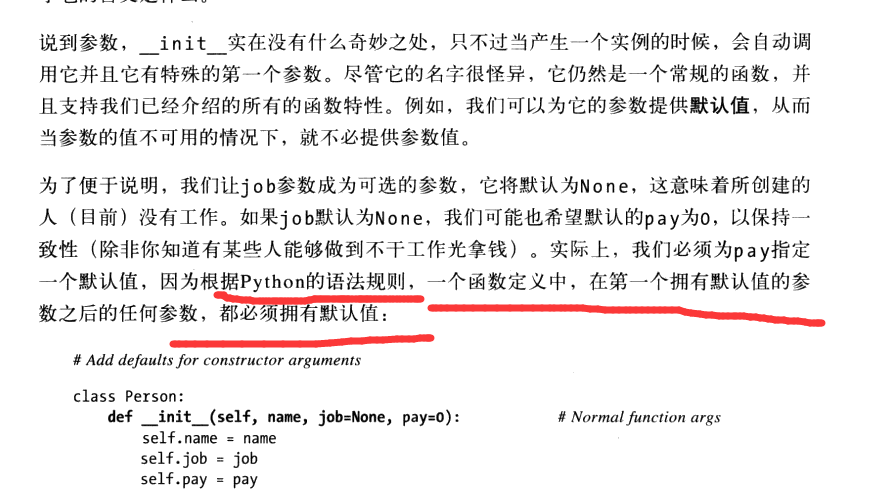 说到参数，__init__实在没有什么奇妙之处，只不过当产生一个实例的时候，会自动调
用它并且它有特殊的第一个参数。尽管它的名字很怪异，它仍然是一个常规的函数，并
且支持我们已经介绍的所有的函数特性。例如，我们可以为它的参数提供默认值，从而
当参数的值不可用的情况下，就不必提供参数值。
为了便于说明，我们让job参数成为可选的参数，它将默认为None，这意味着所创建的
人（目前）没有工作。如果job默认为None，我们可能也希望默认的pay为0，以保持一
致性（除非你知道有某些人能够做到不干工作光拿钱）。实际上，我们必须为pay指定
一个默认值，因为根据Python的语法规则，一个函数定义中，在第一个拥有默认值的参
数之后的任何参数，都必须拥有默认值：
# Add defaults for constructor arguments
class Person:
    def __init__(self, name, job=None, pay=0):    # Normal function args
        self.name = name
        self.job = job
        self.pay = pay